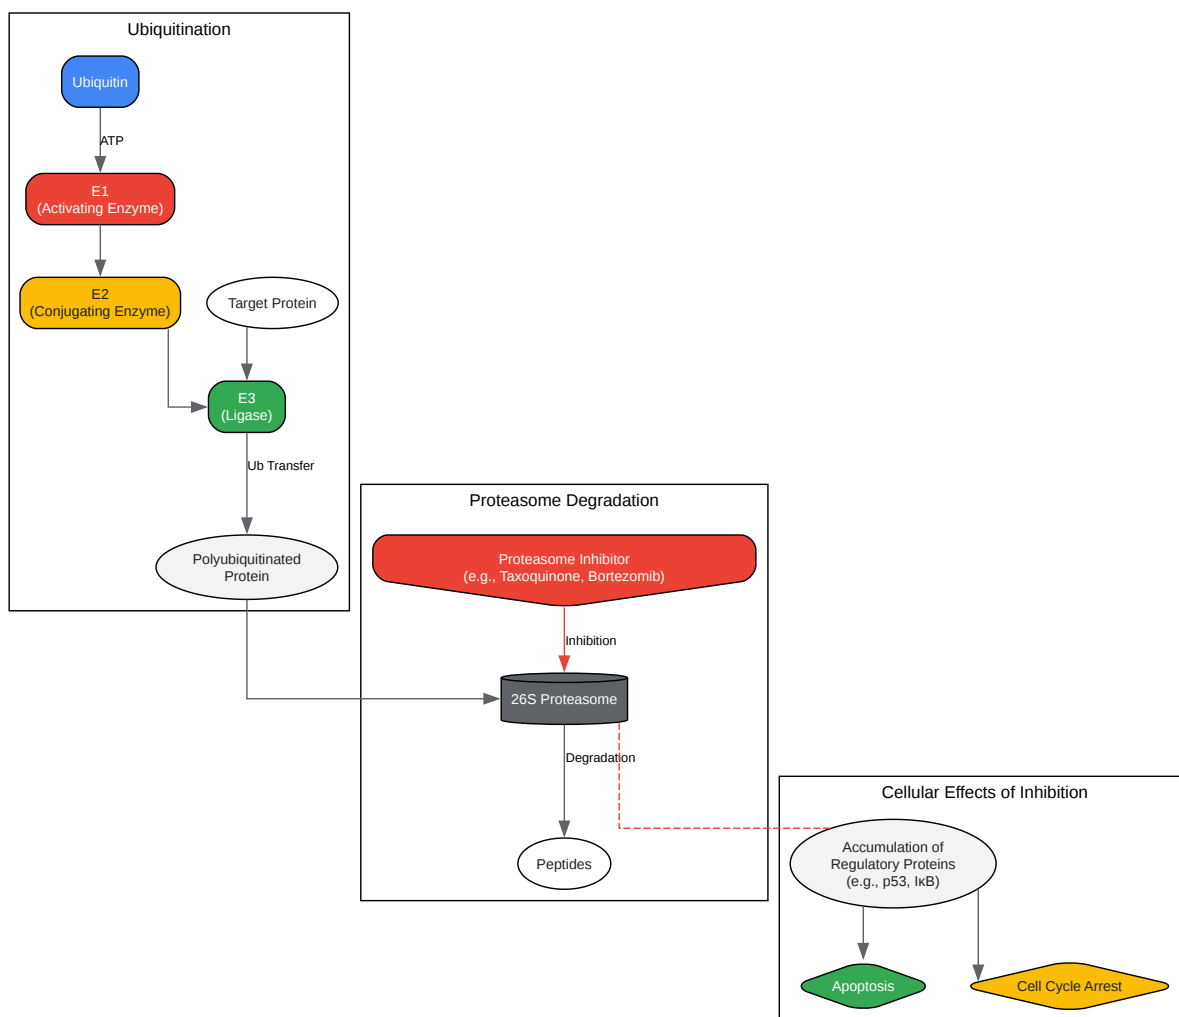 Ubiquitination
Ubiquitin
ATP
E1
(Activating Enzyme)
E2
(Conjugating Enzyme)
Target Protein
E3
(Ligase)
Ub Transfer
Polyubiquitinated
Protein
Proteasome Degradation
Proteasome Inhibitor
(e.g., Taxoquinone, Bortezomib)
Inhibition
26S Proteasome
Degradation
Peptides
Cellular Effects of Inhibition
Accumulation of
Regulatory Proteins
(e.g., p53, IκB)
Apoptosis
Cell Cycle Arrest